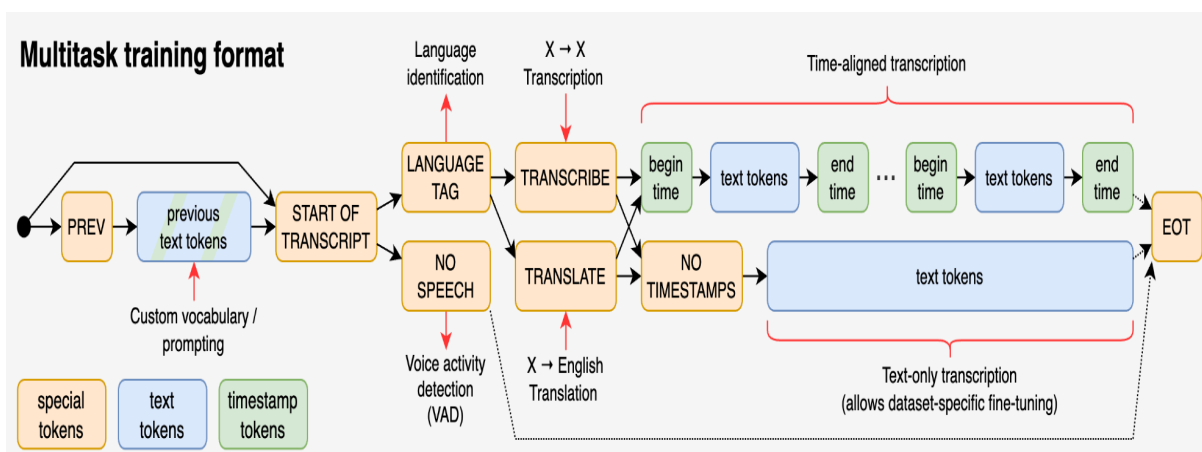 Multitask training format
Language
identification
X → X
Transcription
Time-aligned transcription
PREV
previous
text tokens
START OF
TRANSCRIPT
LANGUAGE
TAG
TRANSCRIBE
begin
time
text tokens
end
time
...
begin
time
text tokens
end
time
NO
SPEECH
TRANSLATE
NO
TIMESTAMPS
text tokens
EOT
Custom vocabulary /
prompting
Voice activity
detection
(VAD)
X → English
Translation
Text-only transcription
(allows dataset-specific fine-tuning)
special
tokens
text
tokens
timestamp
tokens